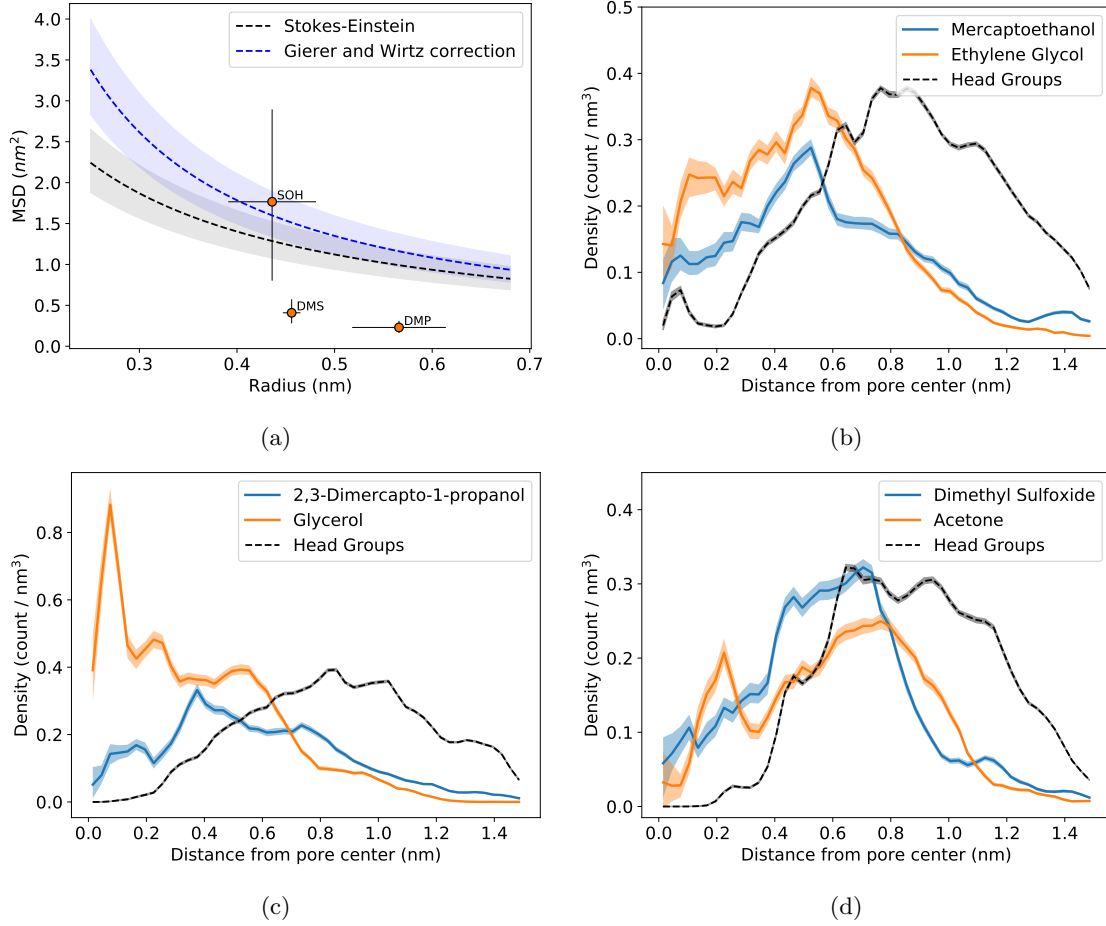 4.0
3.5
3.0
2.5
2.0
1.5
1.0
0.5
0.0
MSD (nm²)
Stokes-Einstein
Gierer and Wirtz correction
SOH
DMS
DMP
0.3 0.4 0.5 0.6 0.7
Radius (nm)
(a)
0.5
0.4
0.3
0.2
0.1
0.0
Density (count / nm³)
Mercaptoethanol
Ethylene Glycol
Head Groups
0.0 0.2 0.4 0.6 0.8 1.0 1.2 1.4
Distance from pore center (nm)
(b)
0.8
0.6
0.4
0.2
0.0
Density (count / nm³)
2,3-Dimercapto-1-propanol
Glycerol
Head Groups
0.0 0.2 0.4 0.6 0.8 1.0 1.2 1.4
Distance from pore center (nm)
(c)
0.4
0.3
0.2
0.1
0.0
Density (count / nm³)
Dimethyl Sulfoxide
Acetone
Head Groups
0.0 0.2 0.4 0.6 0.8 1.0 1.2 1.4
Distance from pore center (nm)
(d)